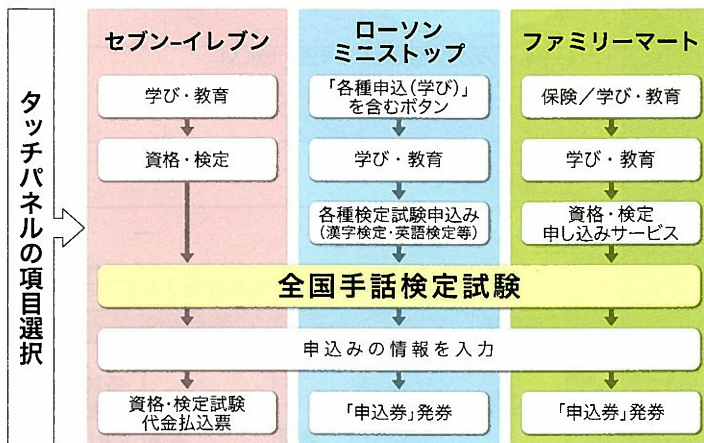 タッチパネルの項目選択
セブン-イレブン
学び・教育
資格・検定
ローソン
ミニストップ
「各種申込(学び)」
を含むボタン
学び・教育
各種検定試験申込み
(漢字検定・英語検定等)
ファミリーマート
保険／学び・教育
学び・教育
資格・検定
申し込みサービス
全国手話検定試験
申込みの情報を入力
資格・検定試験
代金払込票
「申込券」発券
「申込券」発券